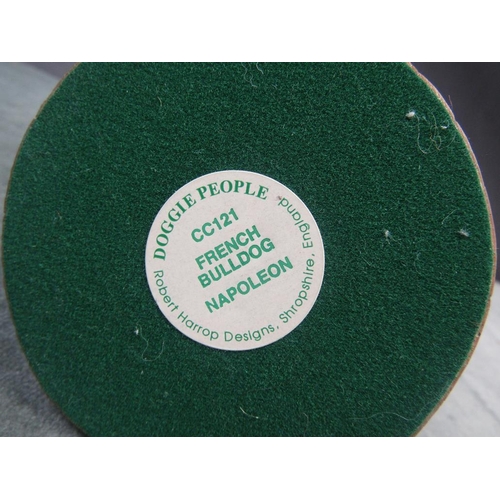 DOGGIE PEOPLE
CC121
FRENCH
BULLDOG
NAPOLEON
Robert Harrop Designs, Shropshire, England.